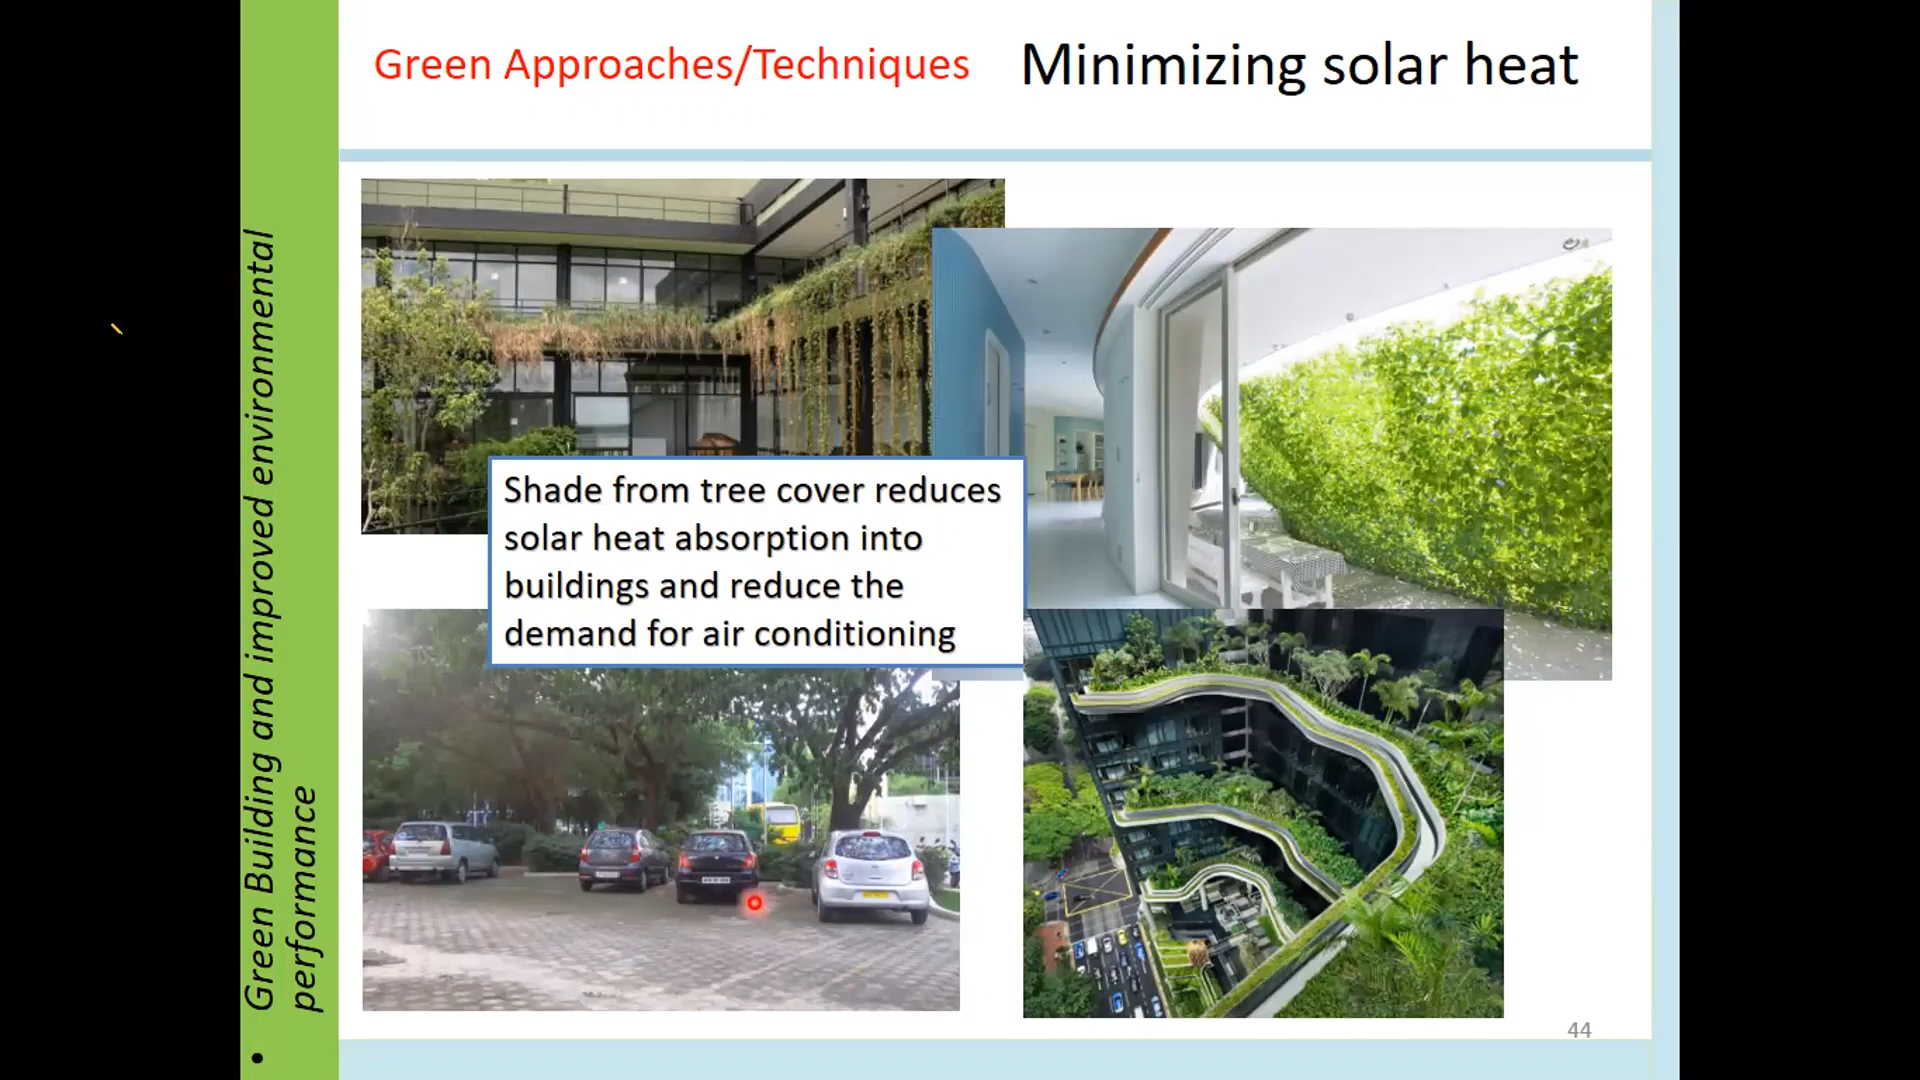 Green Approaches/Techniques
Minimizing solar heat
Shade from tree cover reduces
solar heat absorption into
buildings and reduce the
demand for air conditioning
• Green Building and improved environmental
performance
44